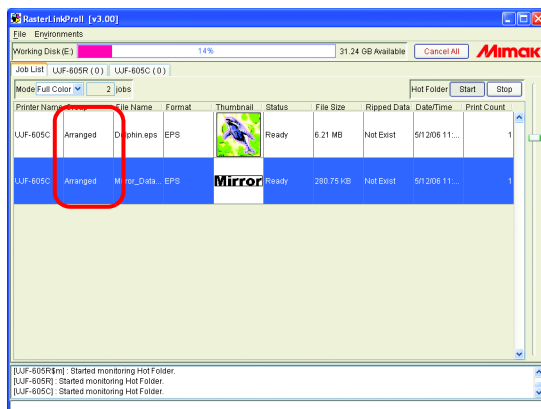 RasterLinkProII [v3.00]
File Environments
Working Disk(E:) 14% 31.24 GB Available Cancel All Mimaki
Job List UJF-605R ( 0 ) UJF-605C ( 0 )
Mode Full Color 2 jobs Hot Folder Start Stop
Printer Name Group File Name Format Thumbnail Status File Size Ripped Data Date/Time Print Count
UJF-605C Arranged Dolphin.eps EPS Ready 6.21 MB Not Exist 5/12/06 11:... 1
UJF-605C Arranged Mirror_Data... EPS Mirror Ready 280.75 KB Not Exist 5/12/06 11:... 1
[UJF-605R$m] : Started monitoring Hot Folder.
[UJF-605R] : Started monitoring Hot Folder.
[UJF-605C] : Started monitoring Hot Folder.